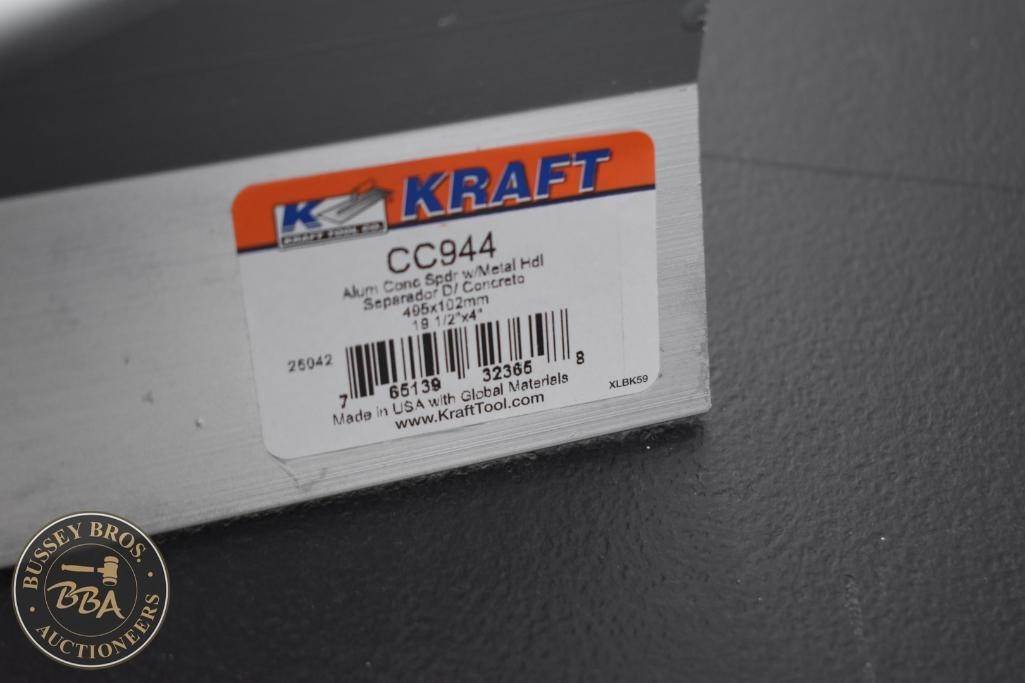 KRAFT
K
KRAFT TOOL CO.
CC944
Alum Conc Spdr w/Metal Hdl
Separador D/ Concreto
495x102mm
19 1/2"x4"
26042
7 65139 32365 8
Made in USA with Global Materials
XLBK59
www.KraftTool.com
BUSSEY BROS.
BBA
AUCTIONEERS